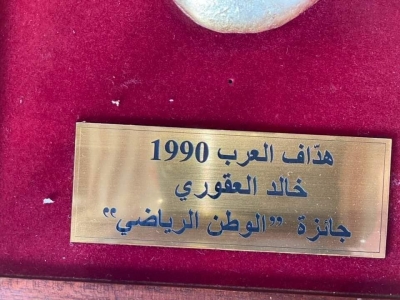 هدّاف العرب 1990
خالد العقوري
جائزة "الوطن الرياضي"